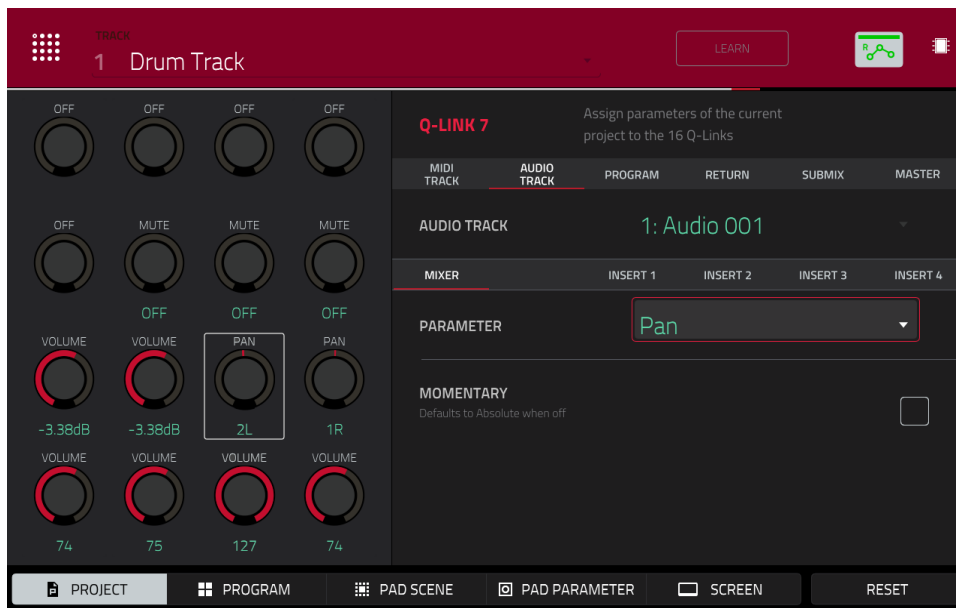 TRACK
1 Drum Track
LEARN
R
OFF OFF OFF OFF
Q-LINK 7
Assign parameters of the current
project to the 16 Q-Links
MIDI TRACK AUDIO TRACK PROGRAM RETURN SUBMIX MASTER
OFF MUTE MUTE MUTE
OFF OFF OFF
AUDIO TRACK 1: Audio 001
MIXER INSERT 1 INSERT 2 INSERT 3 INSERT 4
PARAMETER Pan
VOLUME VOLUME PAN PAN
-3.38dB -3.38dB 2L 1R
MOMENTARY
Defaults to Absolute when off
VOLUME VOLUME VOLUME VOLUME
74 75 127 74
PROJECT PROGRAM PAD SCENE PAD PARAMETER SCREEN RESET